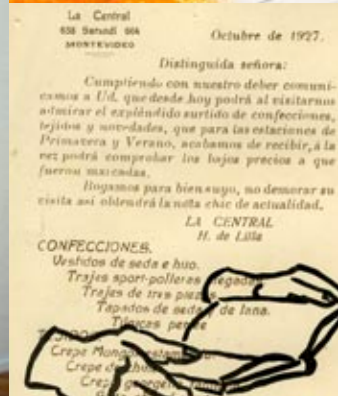 La Central
MONTEVIDEO
Octubre de 1927.
Distinguida señora:
Cumpliendo con nuestro deber comuni-
camos a Ud. que desde hoy podrá al visitarnos
admirar el expléndido surtido de confecciones,
tejidos y novedades, que para las estaciones de
Primavera y Verano, acabamos de recibir, á la
vez podrá comprobar los bajos precios a que
fueron marcadas.
Rogamos para bien suyo, no demorar su
visita asi obtendrá la nota chic de actualidad.
LA CENTRAL
H. de Lilla
CONFECCIONES.
Vestidos de seda e hilo.
Trajes sport-polleras
Trajes de tres piezas
Tapados de seda y de lana.
Túnicas
Crepe
Crepe
Crepe georgette